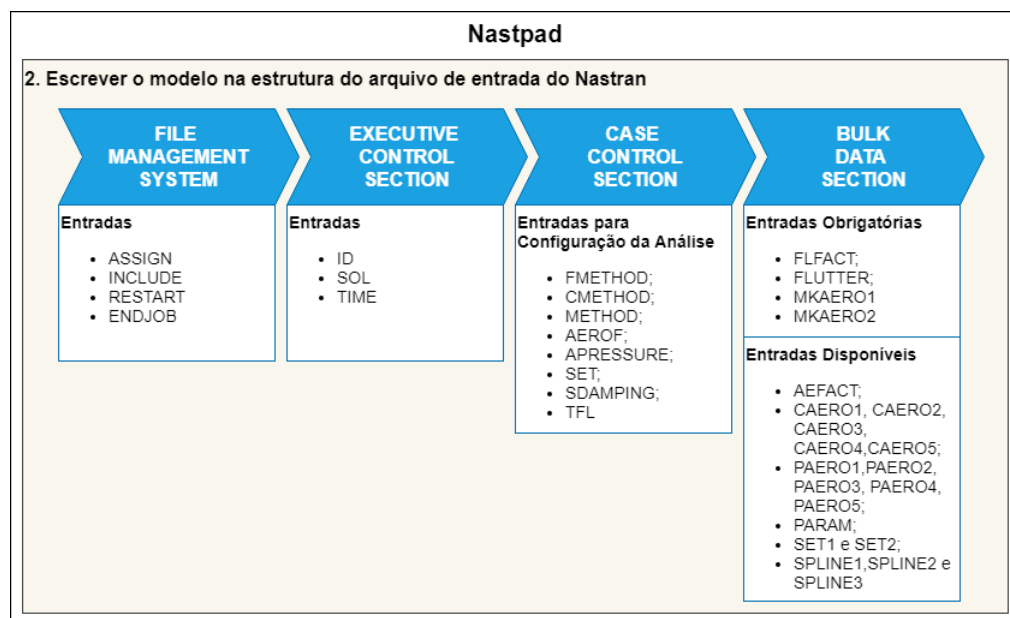 Nastpad
2. Escrever o modelo na estrutura do arquivo de entrada do Nastran
FILE
MANAGEMENT
SYSTEM
Entradas
• ASSIGN
• INCLUDE
• RESTART
• ENDJOB
EXECUTIVE
CONTROL
SECTION
Entradas
• ID
• SOL
• TIME
CASE
CONTROL
SECTION
Entradas para
Configuração da Análise
• FMETHOD;
• CMETHOD;
• METHOD;
• AEROF;
• APRESSURE;
• SET;
• SDAMPING;
• TFL
BULK
DATA
SECTION
Entradas Obrigatórias
• FLFACT;
• FLUTTER;
• MKAERO1
• MKAERO2
Entradas Disponíveis
• AEFACT;
• CAERO1, CAERO2,
CAERO3,
CAERO4,CAERO5;
• PAERO1,PAERO2,
PAERO3, PAERO4,
PAERO5;
• PARAM;
• SET1 e SET2;
• SPLINE1,SPLINE2 e
SPLINE3